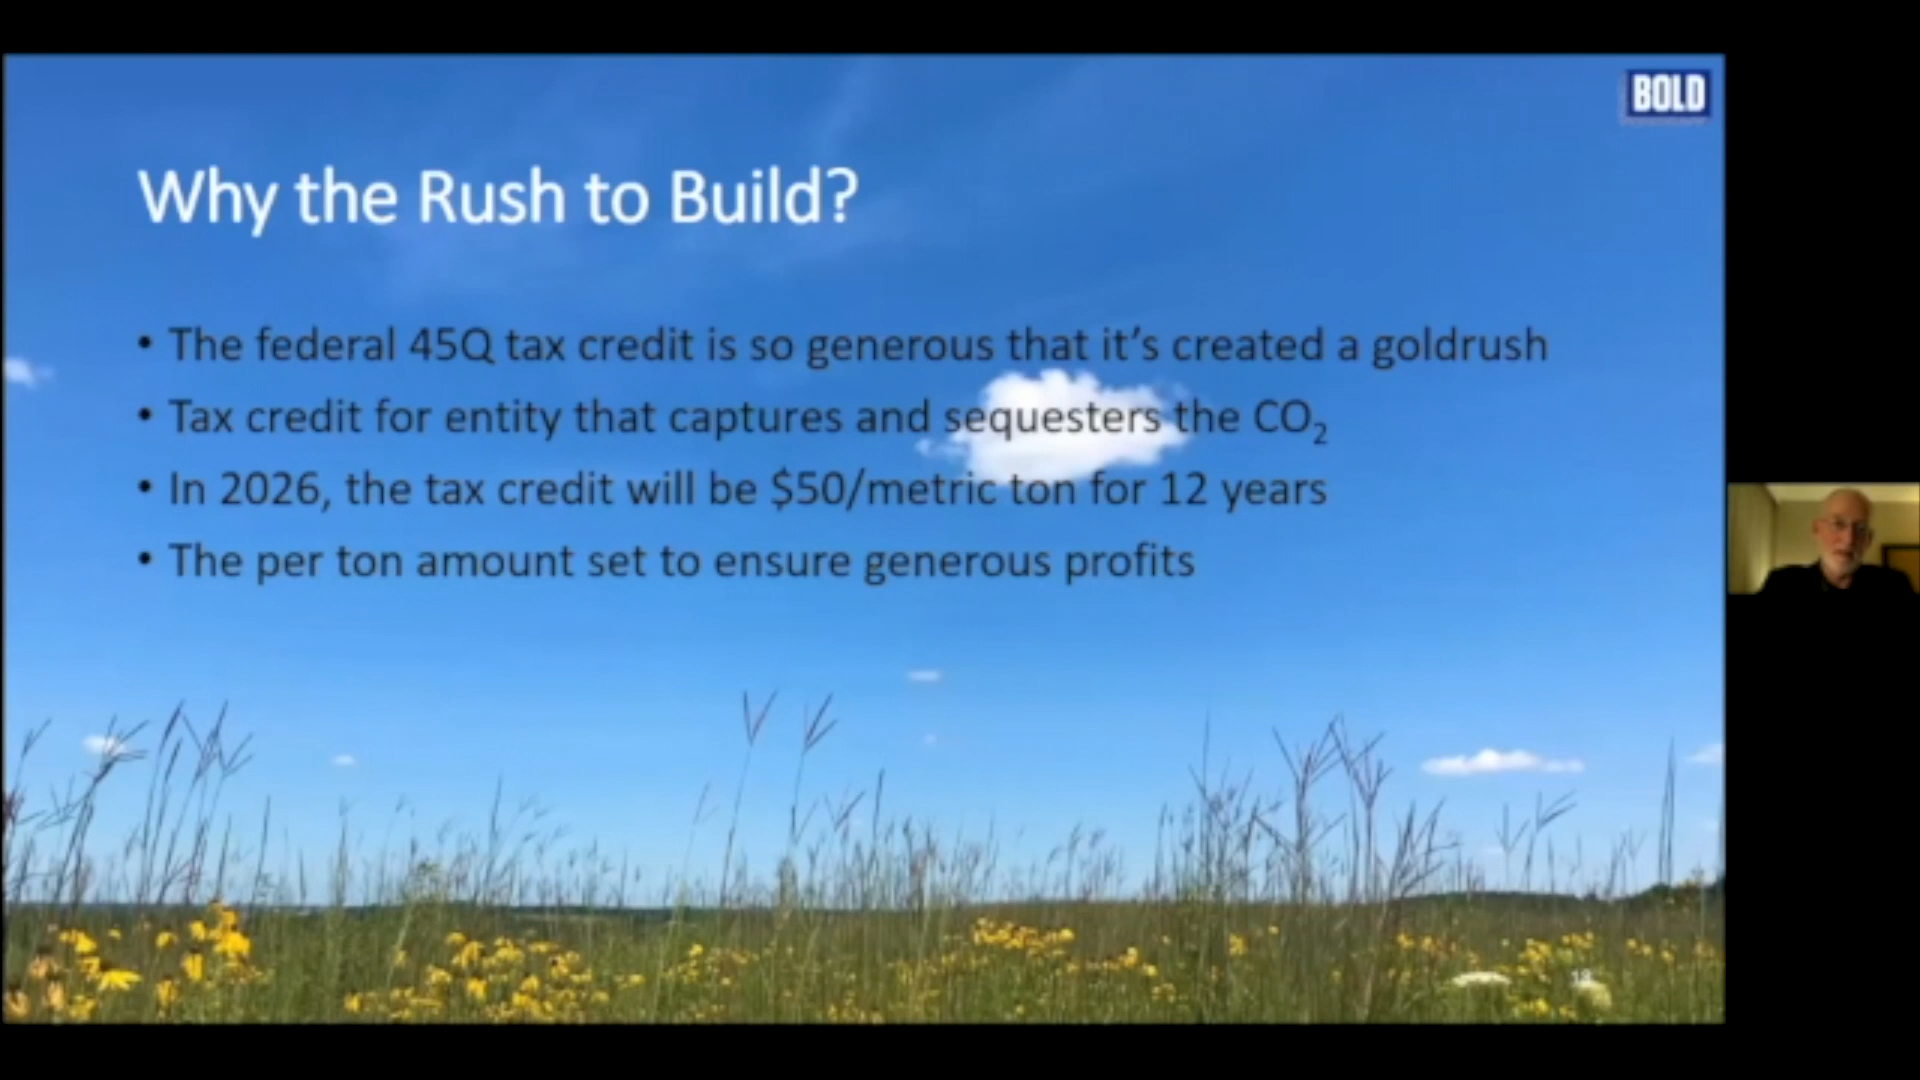 BOLD
Why the Rush to Build?
• The federal 45Q tax credit is so generous that it’s created a goldrush
• Tax credit for entity that captures and sequesters the CO₂
• In 2026, the tax credit will be $50/metric ton for 12 years
• The per ton amount set to ensure generous profits